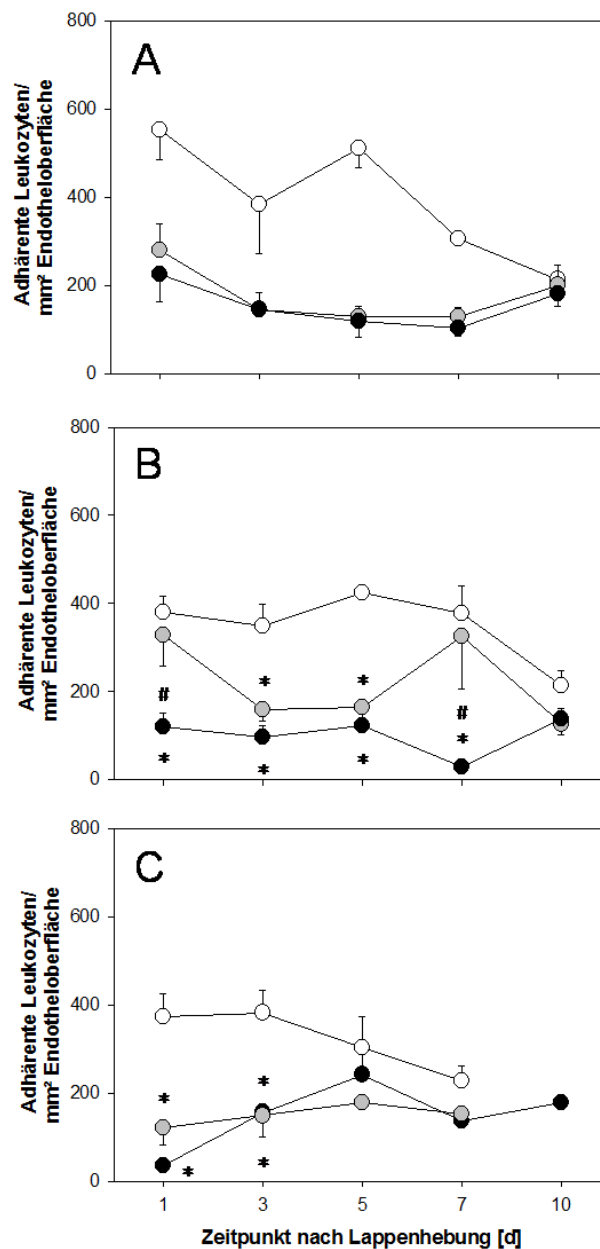 800
A
600
400
200
0
Adhärente Leukozyten/
mm² Endotheloberfläche
800
B
600
400
200
0
Adhärente Leukozyten/
mm² Endotheloberfläche
#
* *
#
*
* * *
800
C
600
400
200
0
Adhärente Leukozyten/
mm² Endotheloberfläche
* *
* *
1 3 5 7 10
Zeitpunkt nach Lappenhebung [d]